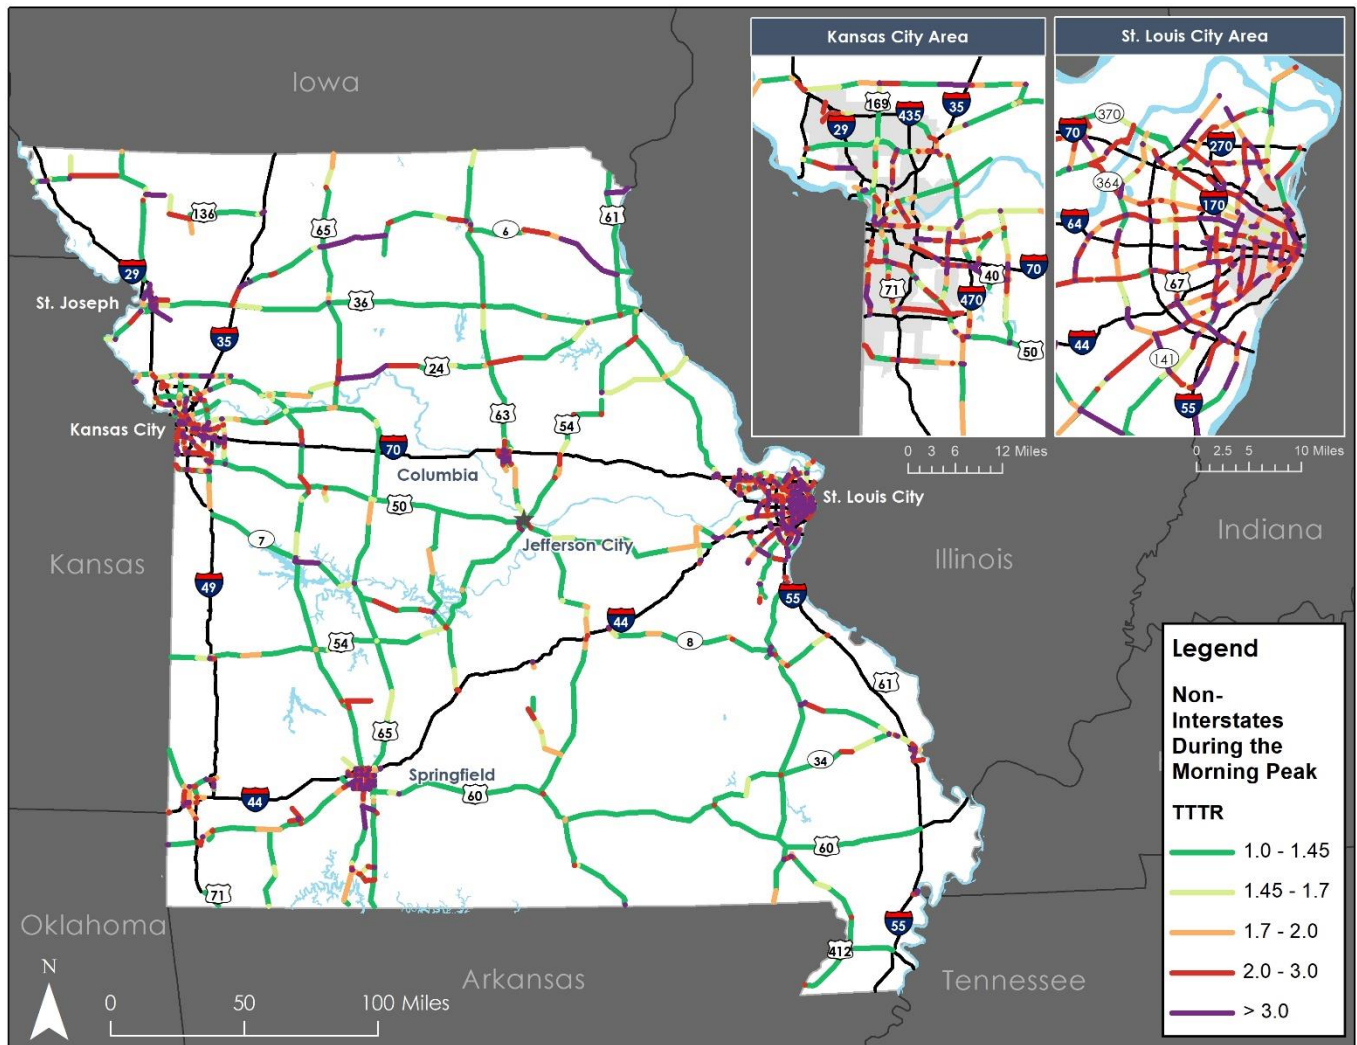 Kansas City Area
St. Louis City Area
Iowa
169
435
35
29
70
40
71
470
50
370
70
270
364
170
64
67
44
141
55
0 3 6 12 Miles
0 2.5 5 10 Miles
136
65
6
61
29
St. Joseph
36
35
24
63
54
Kansas City
70
Columbia
St. Louis City
50
Indiana
Jefferson City
7
Illinois
Kansas
49
55
44
54
8
61
65
34
Springfield
44
60
60
71
Oklahoma
55
412
Arkansas
Tennessee
N
0 50 100 Miles
Legend
Non-
Interstates
During the
Morning Peak
TTTR
1.0 - 1.45
1.45 - 1.7
1.7 - 2.0
2.0 - 3.0
> 3.0